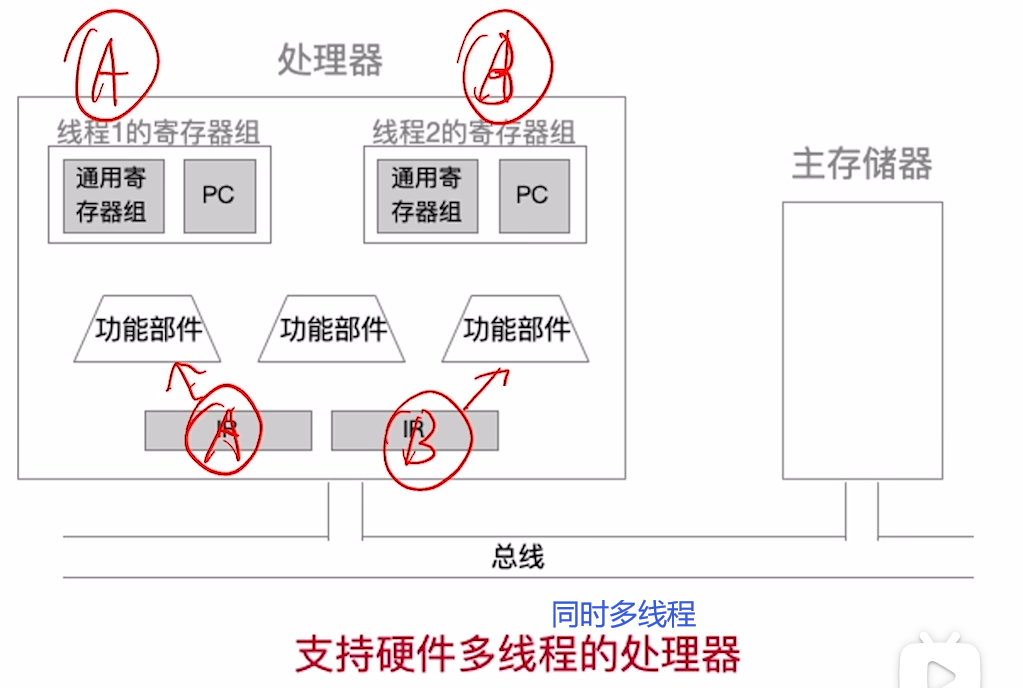 A
B
处理器
线程1的寄存器组
线程2的寄存器组
主存储器
通用寄
存器组
PC
通用寄
存器组
PC
功能部件
功能部件
功能部件
IR
A
IR
B
总线
同时多线程
支持硬件多线程的处理器